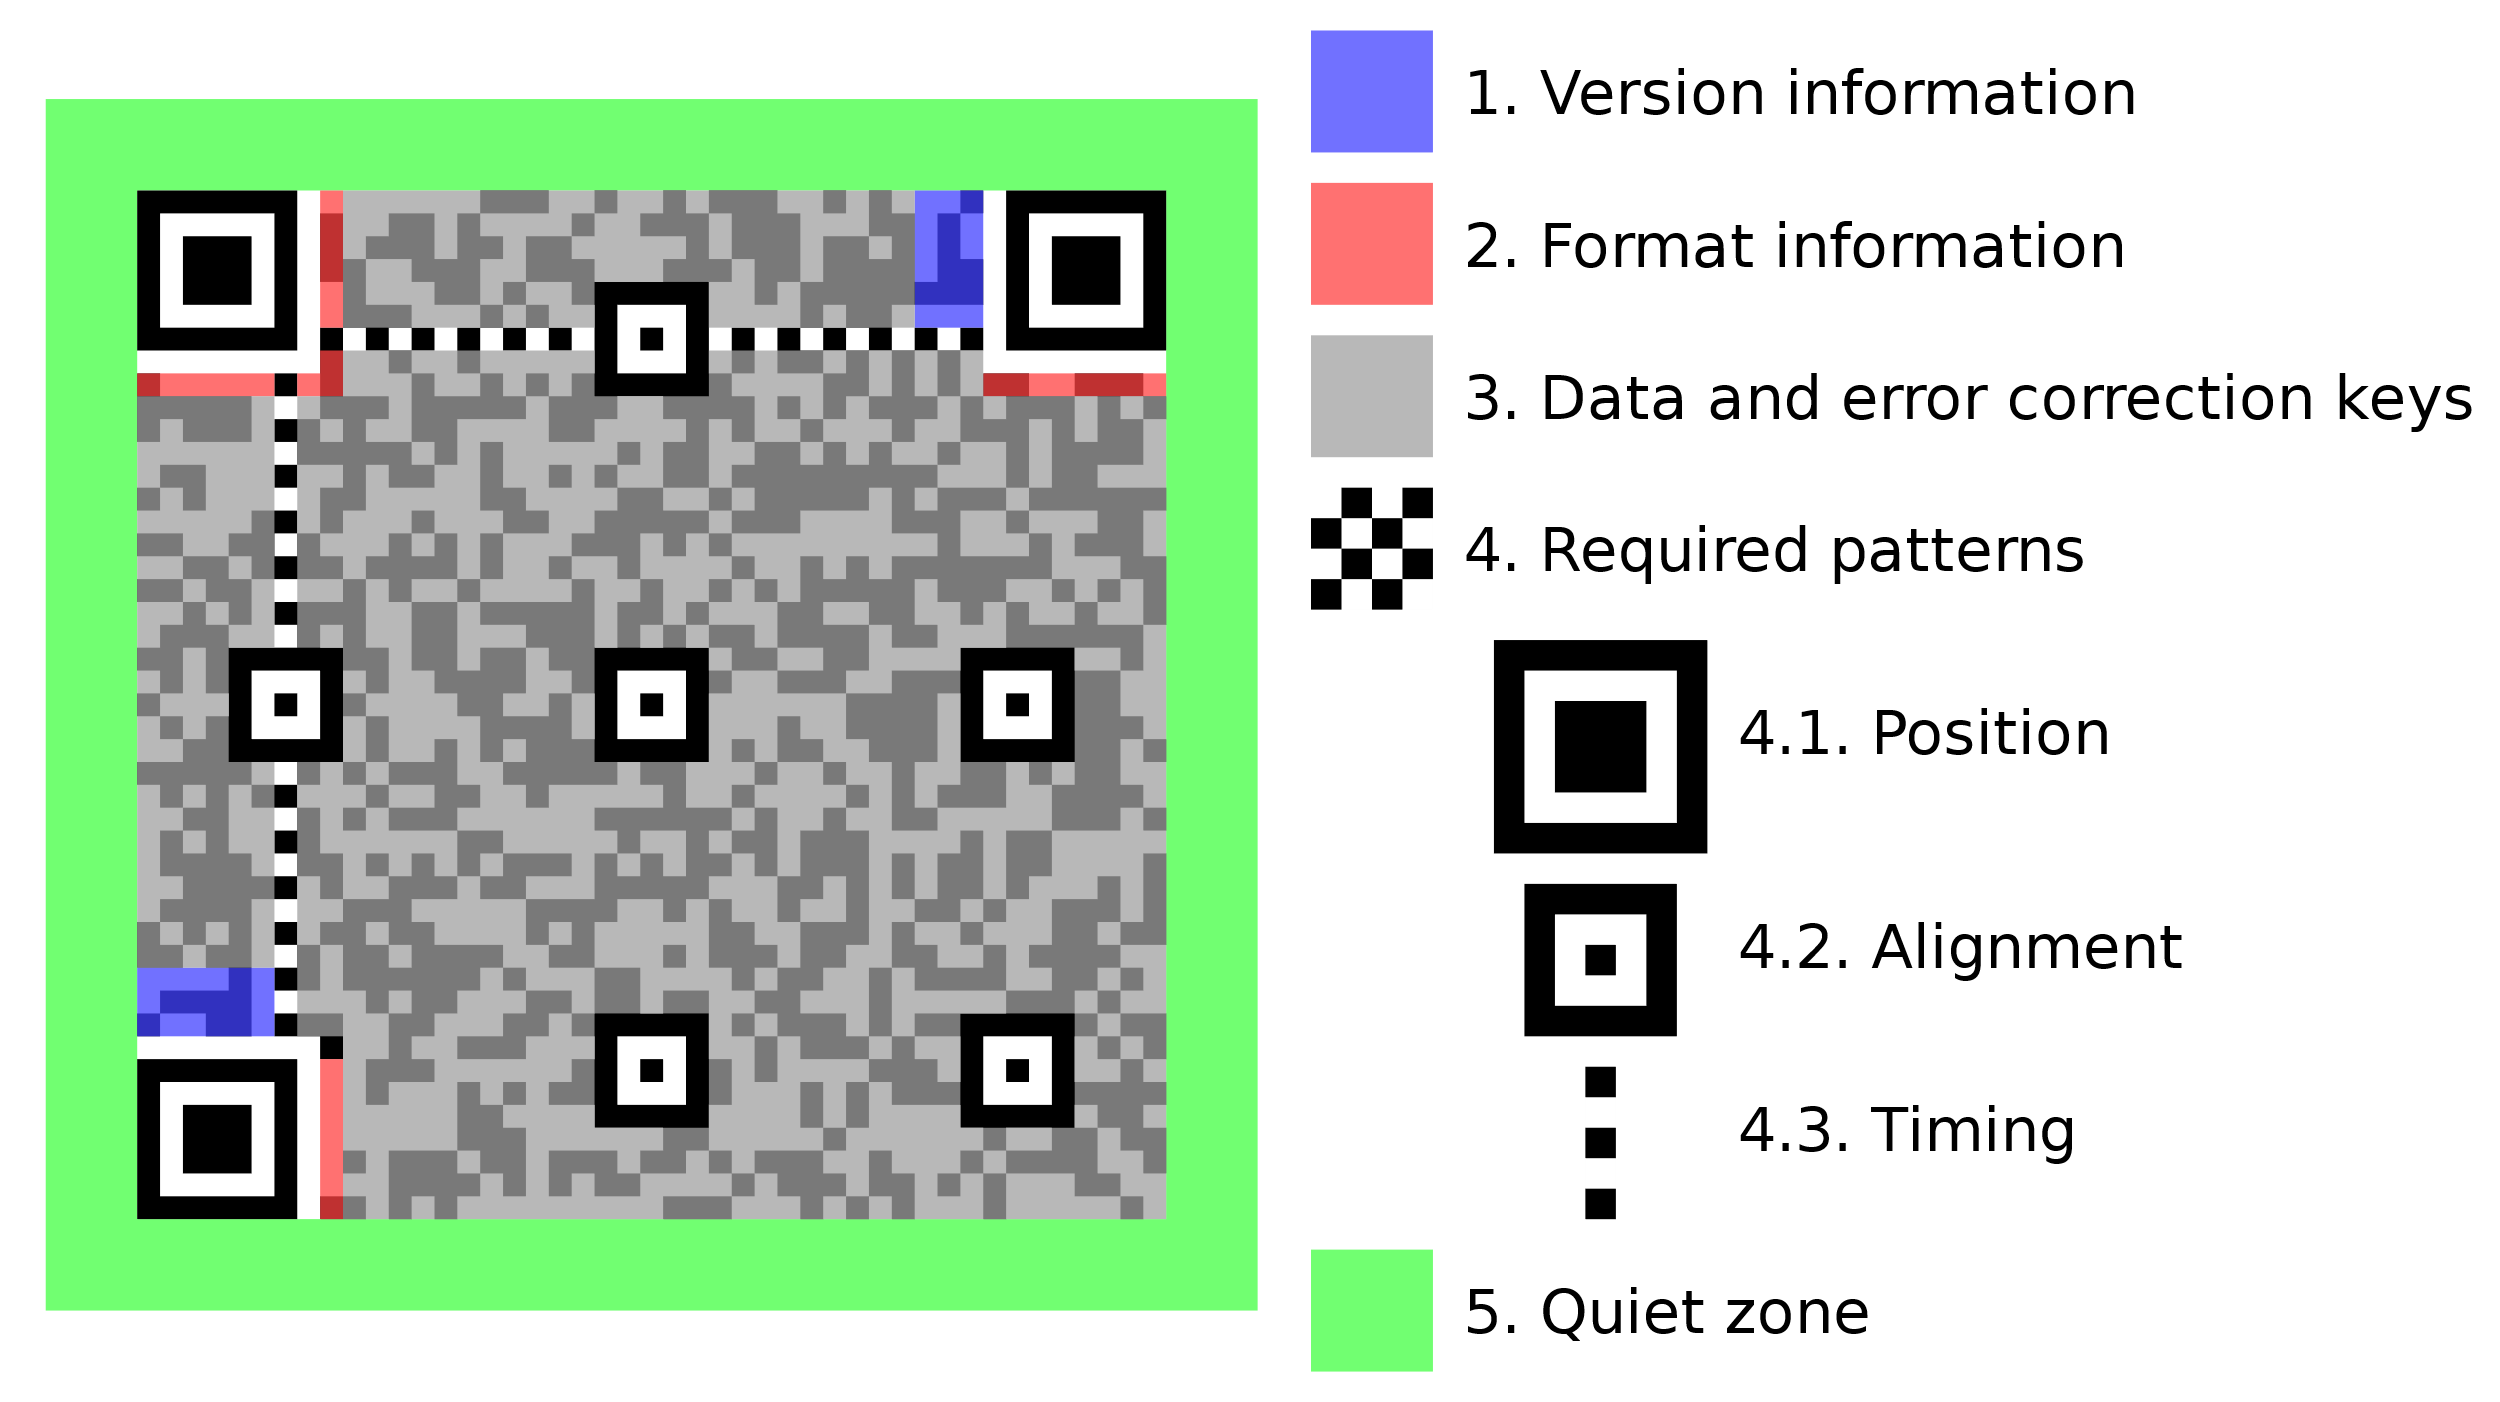 1. Version information
2. Format information
3. Data and error correction keys
4. Required patterns
4.1. Position
4.2. Alignment
4.3. Timing
5. Quiet zone